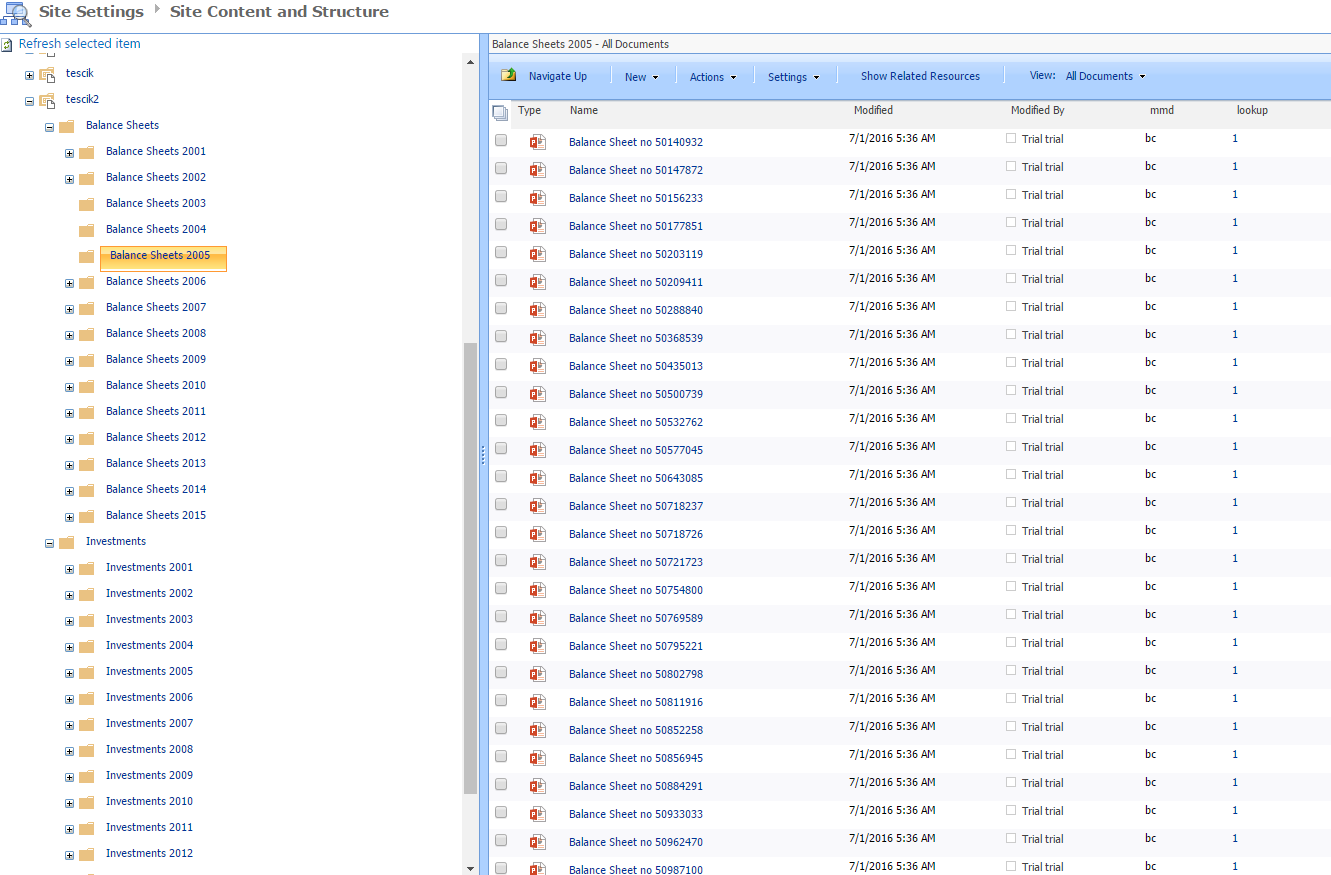 Site Settings Site Content and Structure
Refresh selected item
tescik
tescik2
Balance Sheets
Balance Sheets 2001
Balance Sheets 2002
Balance Sheets 2003
Balance Sheets 2004
Balance Sheets 2005
Balance Sheets 2006
Balance Sheets 2007
Balance Sheets 2008
Balance Sheets 2009
Balance Sheets 2010
Balance Sheets 2011
Balance Sheets 2012
Balance Sheets 2013
Balance Sheets 2014
Balance Sheets 2015
Investments
Investments 2001
Investments 2002
Investments 2003
Investments 2004
Investments 2005
Investments 2006
Investments 2007
Investments 2008
Investments 2009
Investments 2010
Investments 2011
Investments 2012
Balance Sheets 2005 - All Documents
Navigate Up New Actions Settings Show Related Resources View: All Documents
Type Name Modified Modified By mmd lookup
Balance Sheet no 50140932 7/1/2016 5:36 AM Trial trial bc 1
Balance Sheet no 50147872 7/1/2016 5:36 AM Trial trial bc 1
Balance Sheet no 50156233 7/1/2016 5:36 AM Trial trial bc 1
Balance Sheet no 50177851 7/1/2016 5:36 AM Trial trial bc 1
Balance Sheet no 50203119 7/1/2016 5:36 AM Trial trial bc 1
Balance Sheet no 50209411 7/1/2016 5:36 AM Trial trial bc 1
Balance Sheet no 50288840 7/1/2016 5:36 AM Trial trial bc 1
Balance Sheet no 50368539 7/1/2016 5:36 AM Trial trial bc 1
Balance Sheet no 50435013 7/1/2016 5:36 AM Trial trial bc 1
Balance Sheet no 50500739 7/1/2016 5:36 AM Trial trial bc 1
Balance Sheet no 50532762 7/1/2016 5:36 AM Trial trial bc 1
Balance Sheet no 50577045 7/1/2016 5:36 AM Trial trial bc 1
Balance Sheet no 50643085 7/1/2016 5:36 AM Trial trial bc 1
Balance Sheet no 50718237 7/1/2016 5:36 AM Trial trial bc 1
Balance Sheet no 50718726 7/1/2016 5:36 AM Trial trial bc 1
Balance Sheet no 50721723 7/1/2016 5:36 AM Trial trial bc 1
Balance Sheet no 50754800 7/1/2016 5:36 AM Trial trial bc 1
Balance Sheet no 50769589 7/1/2016 5:36 AM Trial trial bc 1
Balance Sheet no 50795221 7/1/2016 5:36 AM Trial trial bc 1
Balance Sheet no 50802798 7/1/2016 5:36 AM Trial trial bc 1
Balance Sheet no 50811916 7/1/2016 5:36 AM Trial trial bc 1
Balance Sheet no 50852258 7/1/2016 5:36 AM Trial trial bc 1
Balance Sheet no 50856945 7/1/2016 5:36 AM Trial trial bc 1
Balance Sheet no 50884291 7/1/2016 5:36 AM Trial trial bc 1
Balance Sheet no 50933033 7/1/2016 5:36 AM Trial trial bc 1
Balance Sheet no 50962470 7/1/2016 5:36 AM Trial trial bc 1
Balance Sheet no 50987100 7/1/2016 5:36 AM Trial trial bc 1